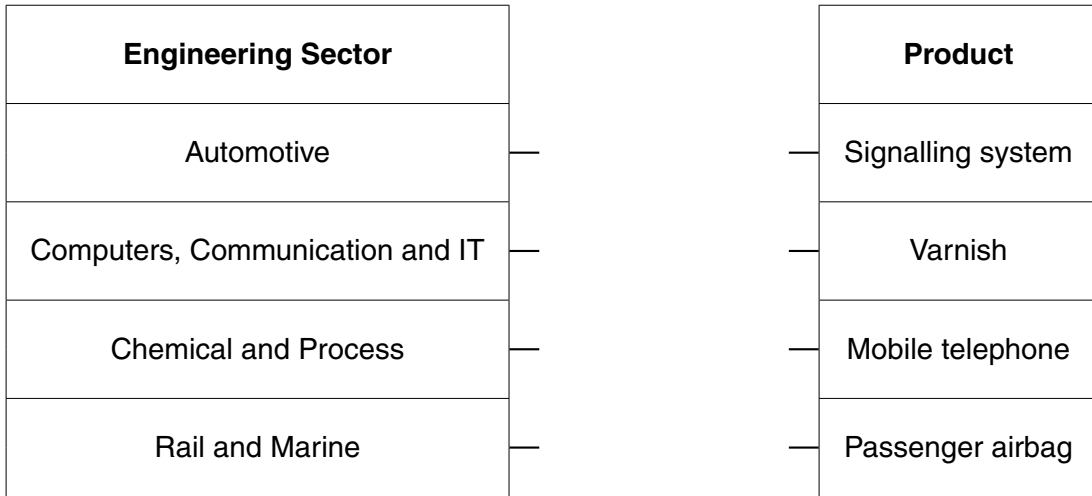 Engineering Sector
Product
Automotive
Signalling system
Computers, Communication and IT
Varnish
Chemical and Process
Mobile telephone
Rail and Marine
Passenger airbag